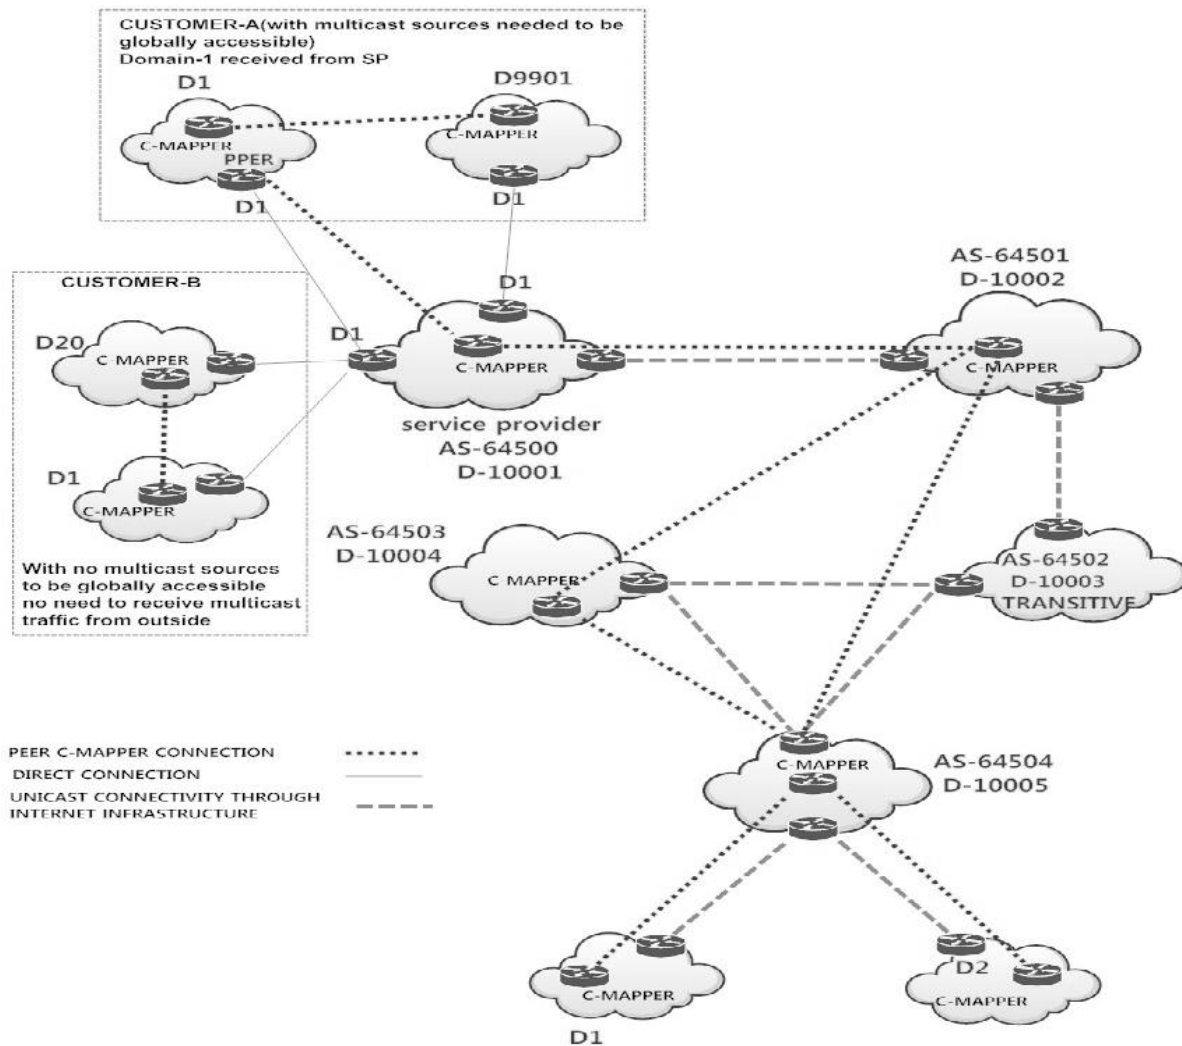 CUSTOMER-A(with multicast sources needed to be
globally accessible)
Domain-1 received from SP
D1
D9901
C-MAPPER
C-MAPPER
PPER
D1
D1
CUSTOMER-B
D20
C MAPPER
D1
C-MAPPER
With no multicast sources
to be globally accessible
no need to receive multicast
traffic from outside
D1
D1
C-MAPPER
service provider
AS-64500
D-10001
AS-64501
D-10002
C-MAPPER
AS-64503
D-10004
C MAPPER
AS-64502
D-10003
TRANSITIVE
PEER C-MAPPER CONNECTION
DIRECT CONNECTION
UNICAST CONNECTIVITY THROUGH
INTERNET INFRASTRUCTURE
C-MAPPER
AS-64504
D-10005
C-MAPPER
D1
D2
C-MAPPER